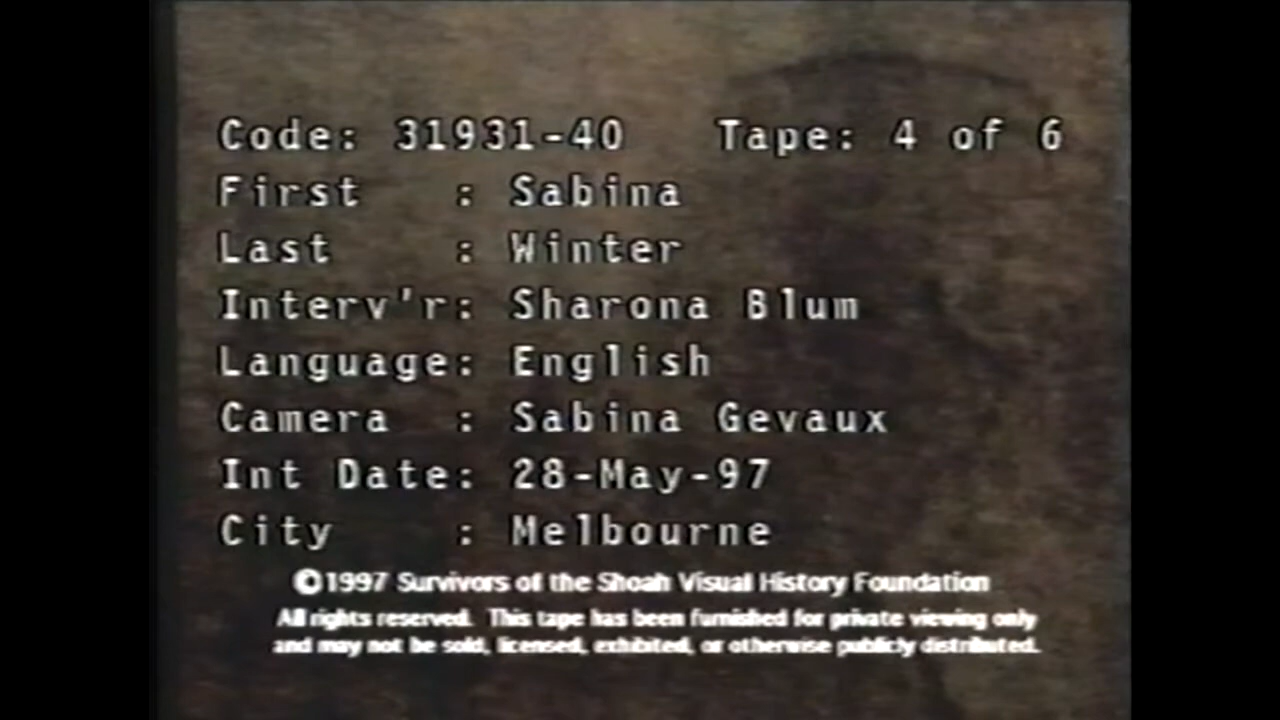 Code: 31931-40 Tape: 4 of 6
First : Sabina
Last : Winter
Interv'r: Sharona Blum
Language: English
Camera : Sabina Gevaux
Int Date: 28-May-97
City : Melbourne
©1997 Survivors of the Shoah Visual History Foundation
All rights reserved. This tape has been furnished for private viewing only
and may not be sold, licensed, exhibited, or otherwise publicly distributed.